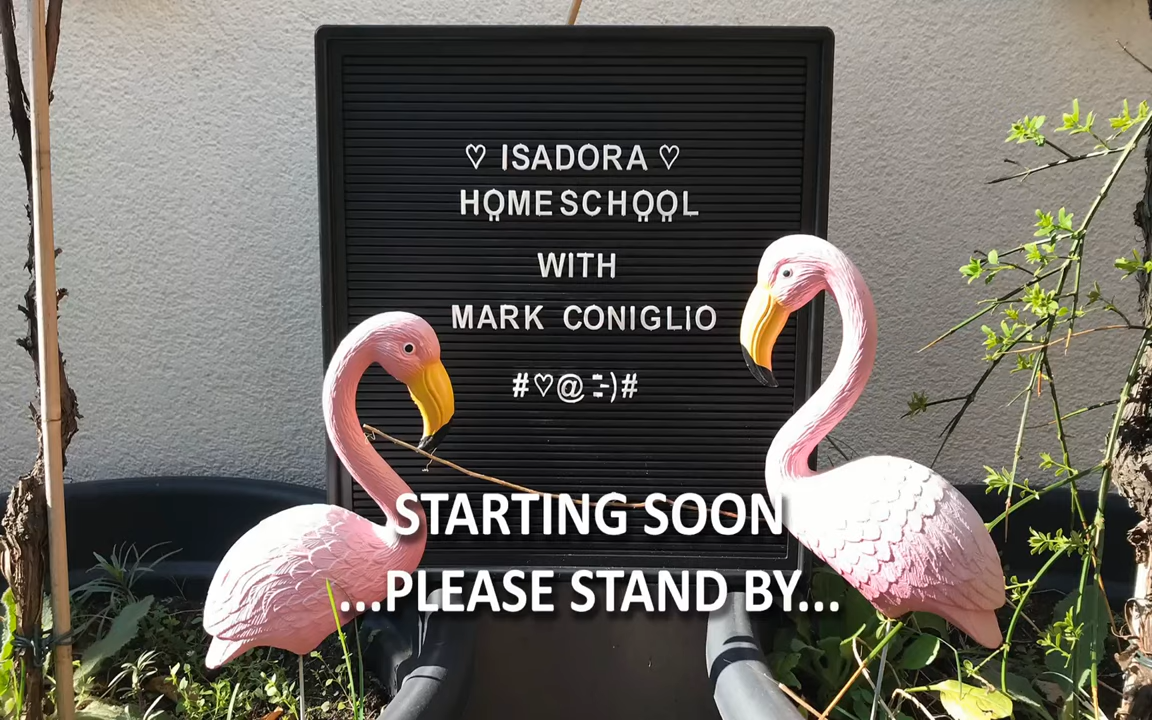 ♡ ISADORA ♡
HOMESCHOOL
WITH
MARK CONIGLIO
#♡@ :-)#
STARTING SOON
...PLEASE STAND BY...